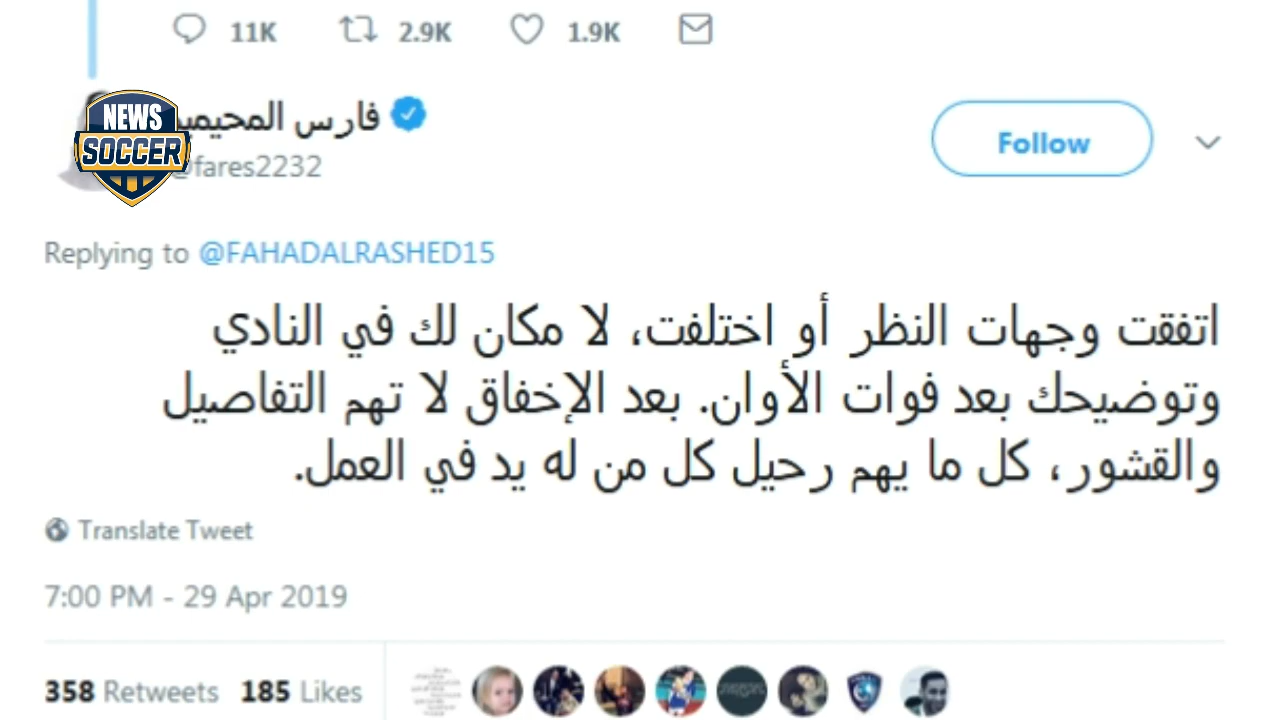 11K 2.9K 1.9K
فارس
NEWS
SOCCER
@fares2232
Follow
Replying to @FAHADALRASHED15
اتفقت وجهات النظر أو اختلفت، لا مكان لك في النادي
وتوضيحك بعد فوات الأوان. بعد الإخفاق لا تهم التفاصيل
والقشور، كل ما يهم رحيل كل من له يد في العمل.
Translate Tweet
7:00 PM - 29 Apr 2019
358 Retweets 185 Likes